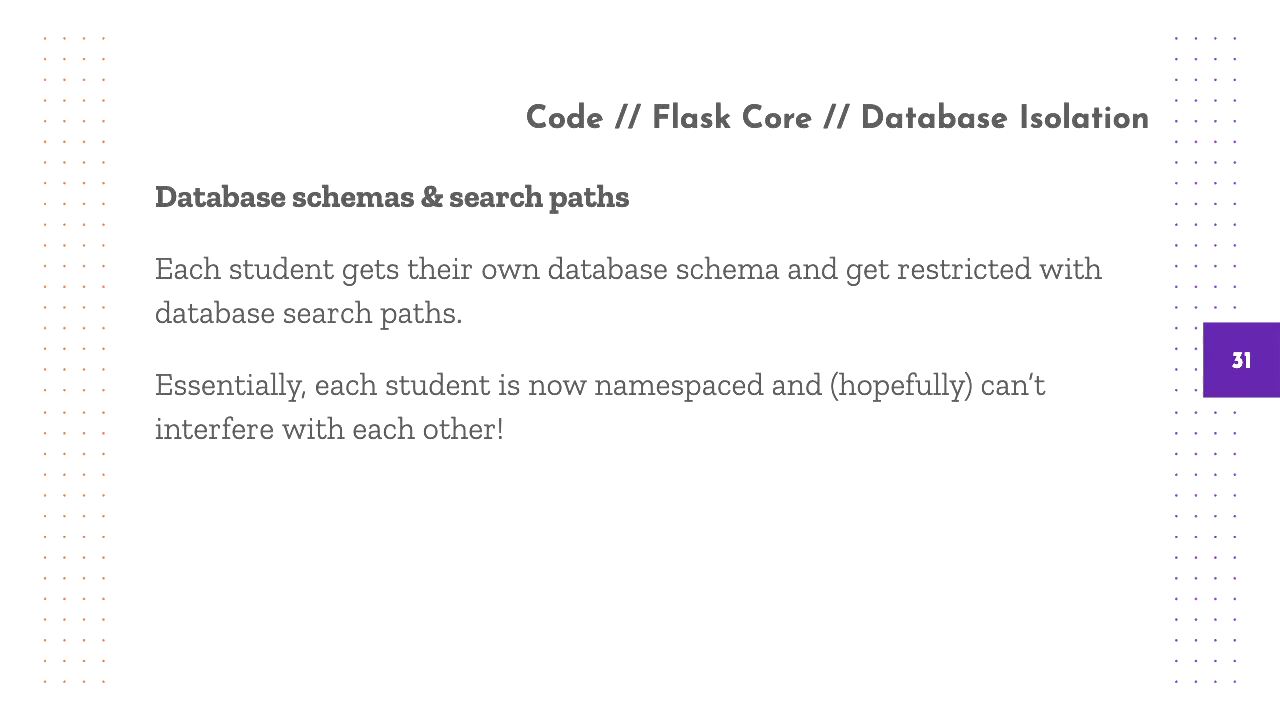 Code // Flask Core // Database Isolation
Database schemas & search paths
Each student gets their own database schema and get restricted with
database search paths.
Essentially, each student is now namespaced and (hopefully) can’t
interfere with each other!
31